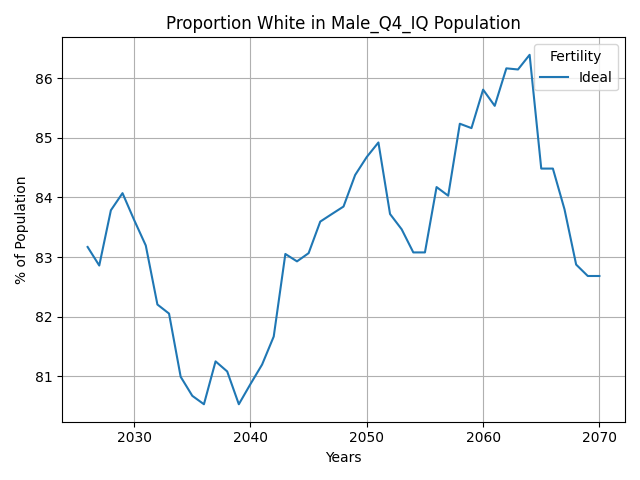 Proportion White in Male_Q4_IQ Population
Fertility
Ideal
% of Population
86
85
84
83
82
81
2030 2040 2050 2060 2070
Years